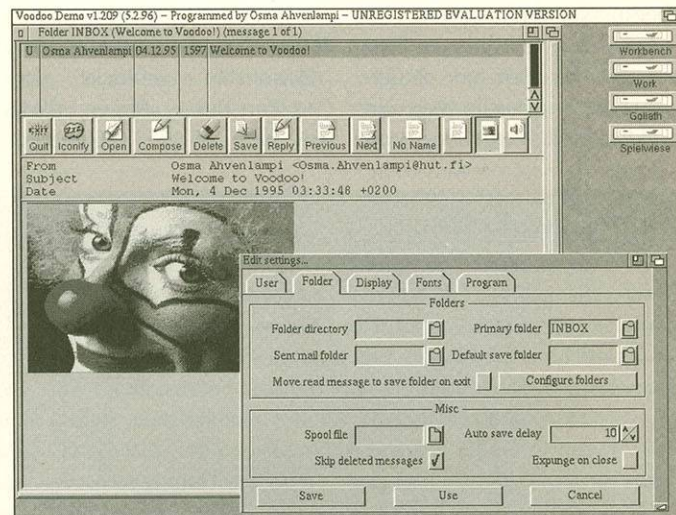 Voodoo Demo v1.209 (5.2.96) – Programmed by Osma Ahvenlampi – UNREGISTERED EVALUATION VERSION
Folder INBOX (Welcome to Voodoo!) (message 1 of 1)
U Osma Ahvenlampi 04.12.95 1597 Welcome to Voodoo!
Workbench
Work
Goliath
Spielwiese
EXIT
Quit Iconify Open Compose Delete Save Reply Previous Next No Name
From Osma Ahvenlampi <Osma.Ahvenlampi@hut.fi>
Subject Welcome to Voodoo!
Date Mon, 4 Dec 1995 03:33:48 +0200
Edit settings...
User Folder Display Fonts Program
Folders
Folder directory Primary folder INBOX
Sent mail folder Default save folder
Move read message to save folder on exit Configure folders
Misc
Spool file Auto save delay 10
Skip deleted messages Expunge on close
Save Use Cancel